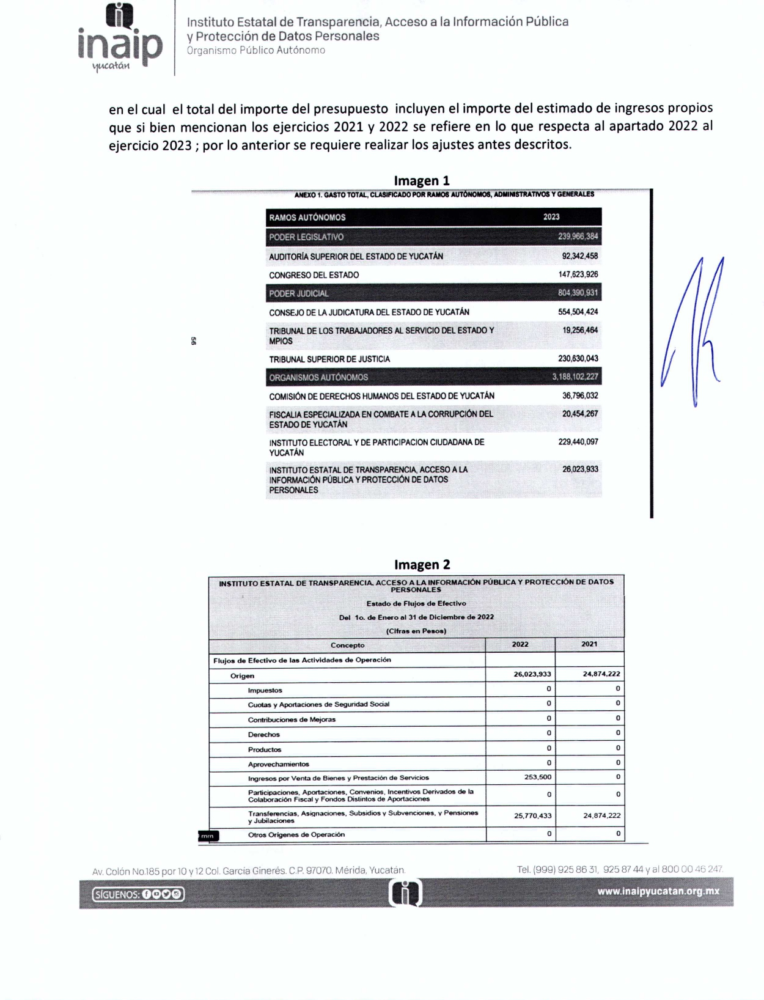 inaip
yucatán
Instituto Estatal de Transparencia, Acceso a la Información Pública
y Protección de Datos Personales
Organismo Público Autónomo
en el cual el total del importe del presupuesto incluyen el importe del estimado de ingresos propios
que si bien mencionan los ejercicios 2021 y 2022 se refiere en lo que respecta al apartado 2022 al
ejercicio 2023 ; por lo anterior se requiere realizar los ajustes antes descritos.
Imagen 1
ANEXO 1. GASTO TOTAL, CLASIFICADO POR RAMOS AUTÓNOMOS, ADMINISTRATIVOS Y GENERALES
RAMOS AUTÓNOMOS 2023
PODER LEGISLATIVO 239,966,384
AUDITORÍA SUPERIOR DEL ESTADO DE YUCATÁN 92,342,458
CONGRESO DEL ESTADO 147,623,926
PODER JUDICIAL 804,390,931
CONSEJO DE LA JUDICATURA DEL ESTADO DE YUCATÁN 554,504,424
TRIBUNAL DE LOS TRABAJADORES AL SERVICIO DEL ESTADO Y 19,256,464
MPIOS
56
TRIBUNAL SUPERIOR DE JUSTICIA 230,630,043
ORGANISMOS AUTÓNOMOS 3,188,102,227
COMISIÓN DE DERECHOS HUMANOS DEL ESTADO DE YUCATÁN 36,796,032
FISCALIA ESPECIALIZADA EN COMBATE A LA CORRUPCIÓN DEL 20,454,267
ESTADO DE YUCATÁN
INSTITUTO ELECTORAL Y DE PARTICIPACION CIUDADANA DE 229,440,097
YUCATÁN
INSTITUTO ESTATAL DE TRANSPARENCIA, ACCESO A LA 26,023,933
INFORMACIÓN PÚBLICA Y PROTECCIÓN DE DATOS
PERSONALES
Imagen 2
INSTITUTO ESTATAL DE TRANSPARENCIA, ACCESO A LA INFORMACIÓN PÚBLICA Y PROTECCIÓN DE DATOS
PERSONALES
Estado de Flujos de Efectivo
Del 1o. de Enero al 31 de Diciembre de 2022
(Cifras en Pesos)
Concepto 2022 2021
Flujos de Efectivo de las Actividades de Operación
Origen 26,023,933 24,874,222
Impuestos 0 0
Cuotas y Aportaciones de Seguridad Social 0 0
Contribuciones de Mejoras 0 0
Derechos 0 0
Productos 0 0
Aprovechamientos 0 0
Ingresos por Venta de Bienes y Prestación de Servicios 253,500 0
Participaciones, Aportaciones, Convenios, Incentivos Derivados de la 0 0
Colaboración Fiscal y Fondos Distintos de Aportaciones
Transferencias, Asignaciones, Subsidios y Subvenciones, y Pensiones 25,770,433 24,874,222
y Jubilaciones
mm Otros Orígenes de Operación 0 0
Av. Colón No.185 por 10 y 12 Col. García Ginerés. C.P. 97070. Mérida, Yucatán. Tel. (999) 925 86 31, 925 87 44 y al 800 00 46 247.
SÍGUENOS: www.inaipyucatan.org.mx